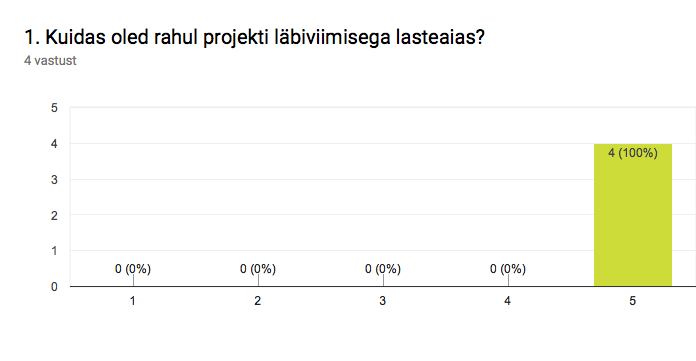 1. Kuidas oled rahul projekti läbiviimisega lasteaias?
4 vastust
5
4
3
2
1
0
0 (0%) 0 (0%) 0 (0%) 0 (0%) 4 (100%)
1 2 3 4 5